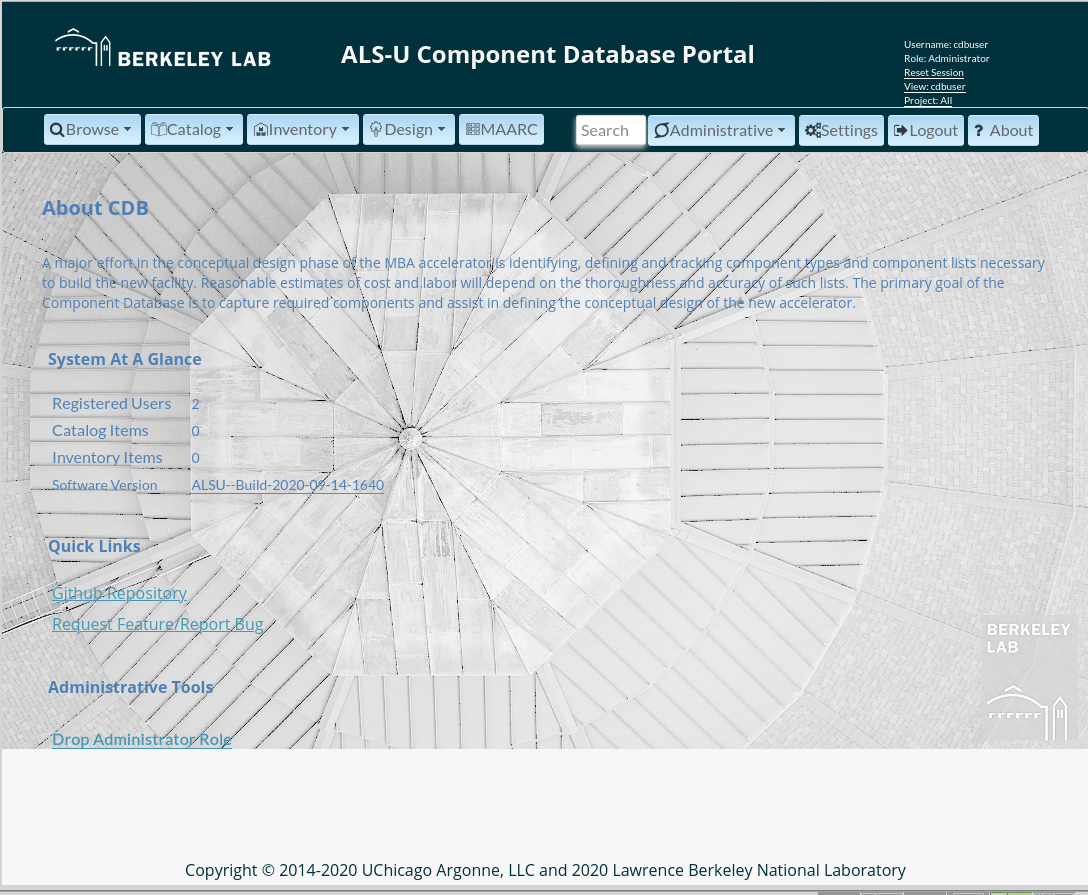 BERKELEY LAB
ALS-U Component Database Portal
Username: cdbuser
Role: Administrator
Reset Session
View: cdbuser
Project: All
Browse Catalog Inventory Design MAARC Search Administrative Settings Logout ? About
About CDB
A major effort in the conceptual design phase of the MBA accelerator is identifying, defining and tracking component types and component lists necessary
to build the new facility. Reasonable estimates of cost and labor will depend on the thoroughness and accuracy of such lists. The primary goal of the
Component Database is to capture required components and assist in defining the conceptual design of the new accelerator.
System At A Glance
Registered Users 2
Catalog Items 0
Inventory Items 0
Software Version ALSU--Build-2020-09-14-1640
Quick Links
Github Repository
Request Feature/Report Bug
BERKELEY
LAB
Administrative Tools
Drop Administrator Role
Copyright © 2014-2020 UChicago Argonne, LLC and 2020 Lawrence Berkeley National Laboratory